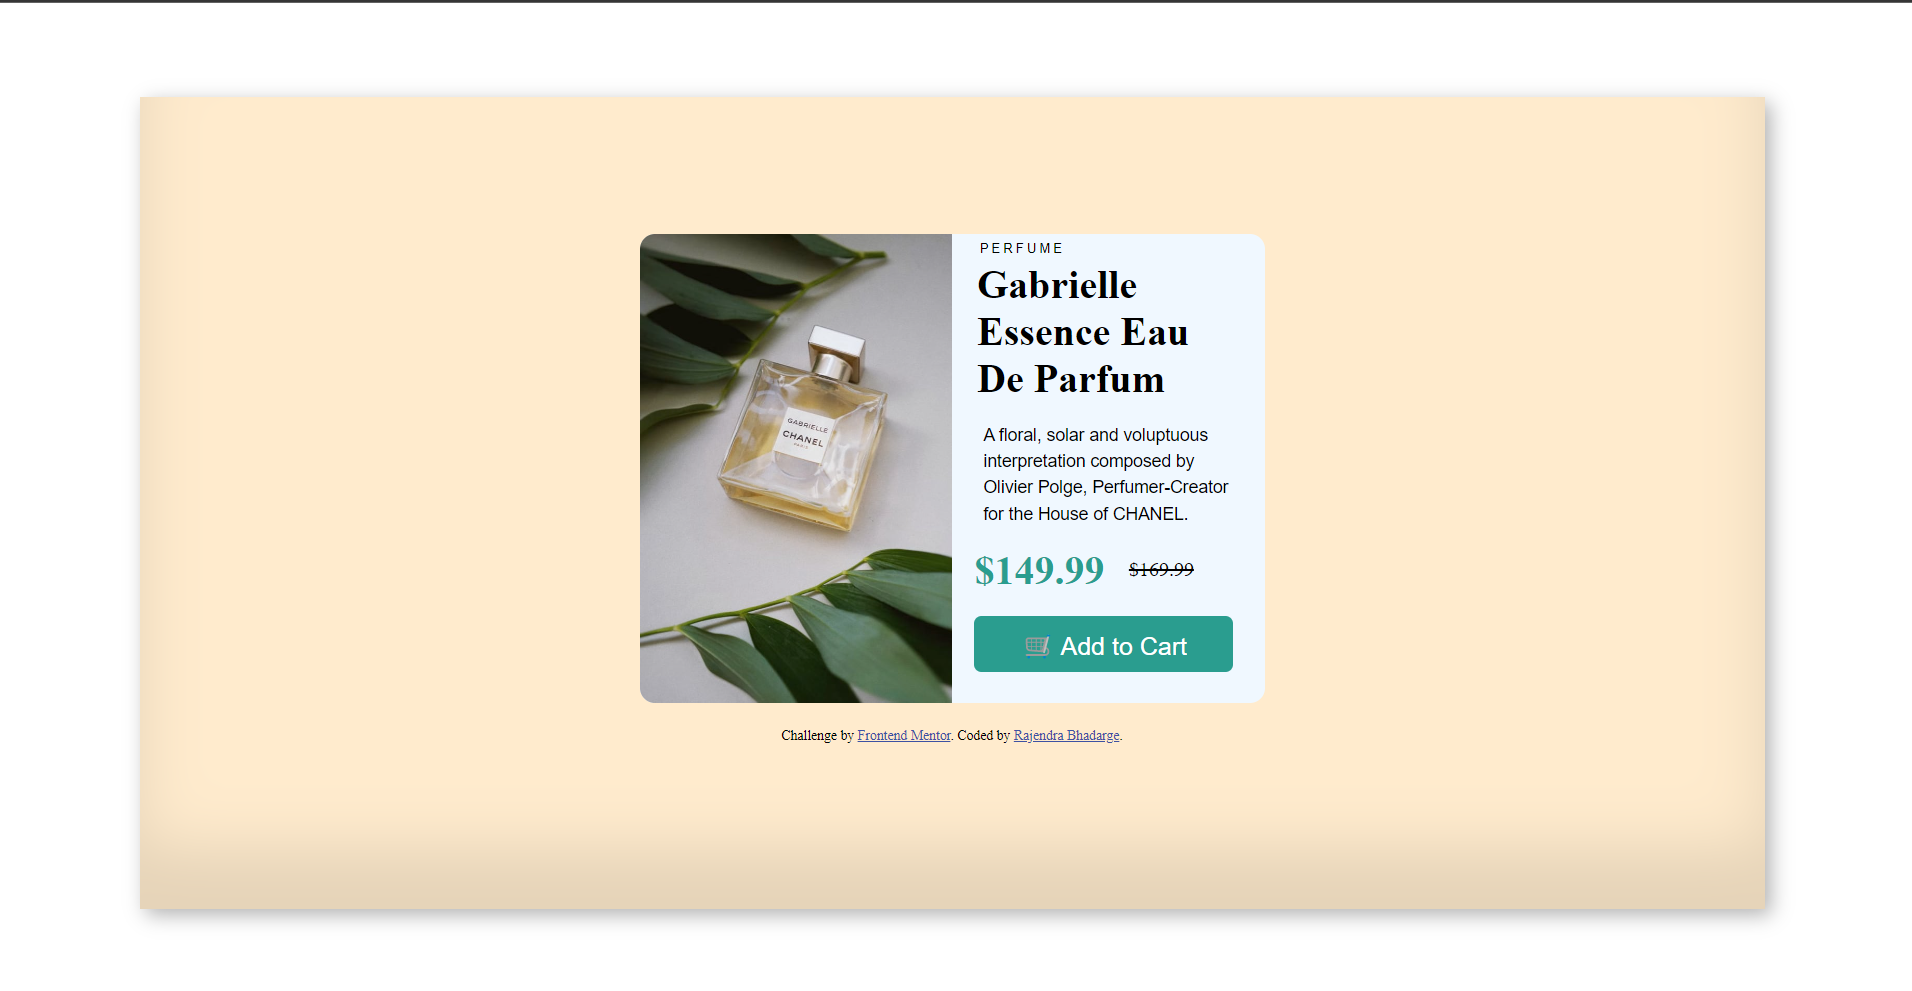 PERFUME
Gabrielle
Essence Eau
De Parfum
GABRIELLE
CHANEL
PARIS
A floral, solar and voluptuous
interpretation composed by
Olivier Polge, Perfumer-Creator
for the House of CHANEL.
$149.99 $169.99
Add to Cart
Challenge by Frontend Mentor. Coded by Rajendra Bhadarge.